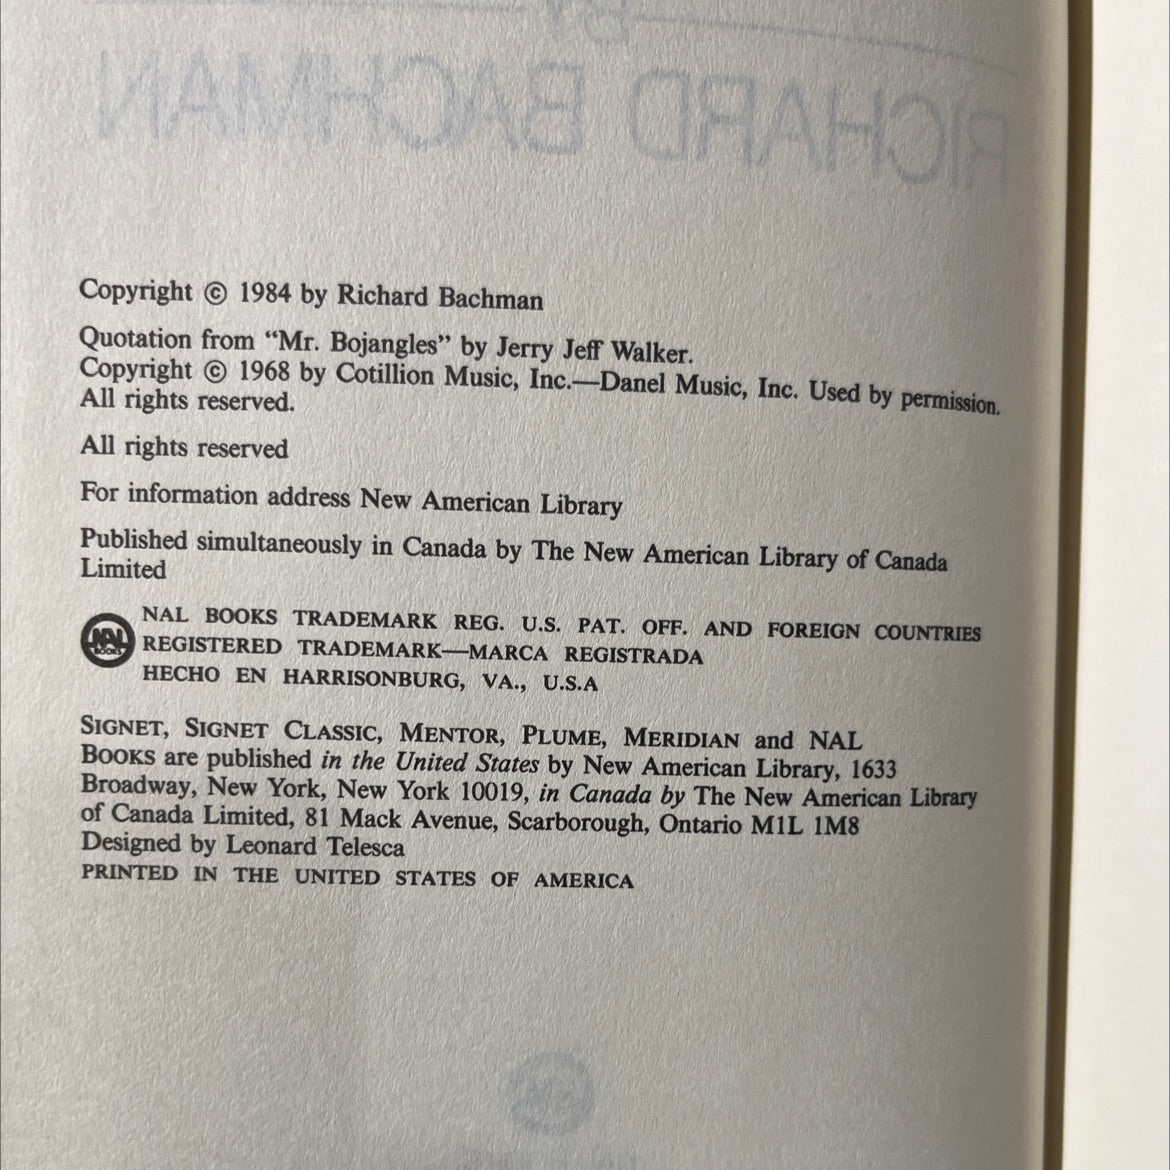 BY
RICHARD BACHMAN
Copyright © 1984 by Richard Bachman
Quotation from “Mr. Bojangles” by Jerry Jeff Walker.
Copyright © 1968 by Cotillion Music, Inc.—Danel Music, Inc. Used by permission.
All rights reserved.
All rights reserved
For information address New American Library
Published simultaneously in Canada by The New American Library of Canada
Limited
NAL BOOKS TRADEMARK REG. U.S. PAT. OFF. AND FOREIGN COUNTRIES
REGISTERED TRADEMARK—MARCA REGISTRADA
HECHO EN HARRISONBURG, VA., U.S.A
NAL
BOOKS
SIGNET, SIGNET CLASSIC, MENTOR, PLUME, MERIDIAN and NAL
BOOKS are published in the United States by New American Library, 1633
Broadway, New York, New York 10019, in Canada by The New American Library
of Canada Limited, 81 Mack Avenue, Scarborough, Ontario M1L 1M8
Designed by Leonard Telesca
PRINTED IN THE UNITED STATES OF AMERICA